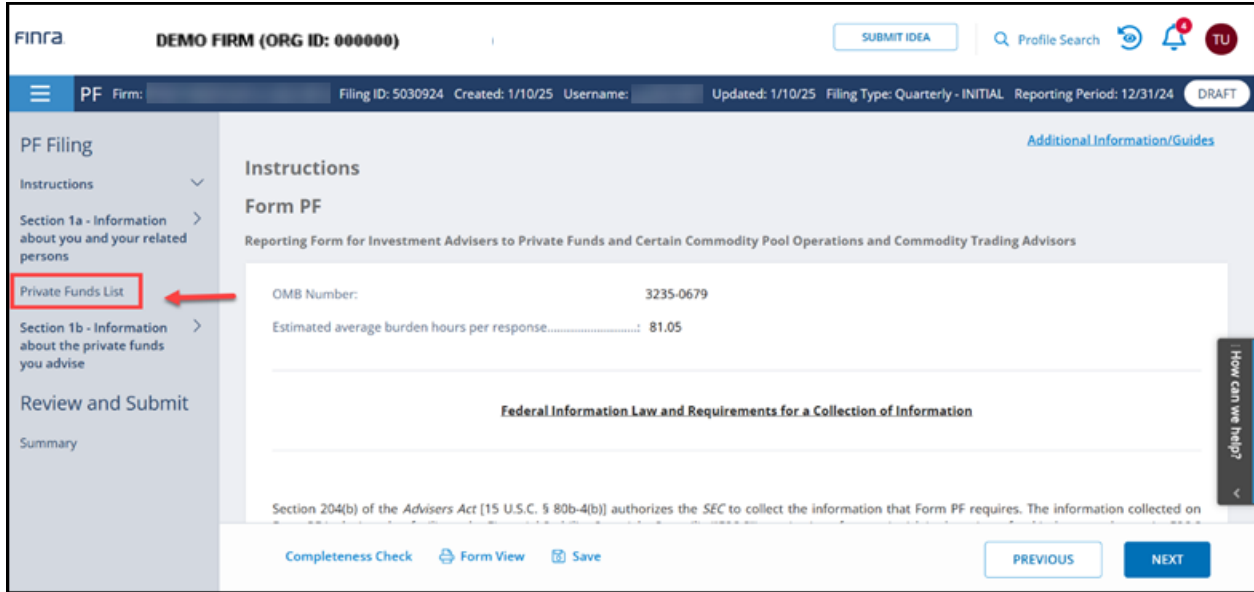 FINRA
DEMO FIRM (ORG ID: 000000)
SUBMIT IDEA
Profile Search
4
TU
PF Firm: Filing ID: 5030924 Created: 1/10/25 Username: Updated: 1/10/25 Filing Type: Quarterly - INITIAL Reporting Period: 12/31/24 DRAFT
PF Filing
Instructions
Section 1a - Information
about you and your related
persons
Private Funds List
Section 1b - Information
about the private funds
you advise
Review and Submit
Summary
Additional Information/Guides
Instructions
Form PF
Reporting Form for Investment Advisers to Private Funds and Certain Commodity Pool Operations and Commodity Trading Advisors
OMB Number: 3235-0679
Estimated average burden hours per response............................: 81.05
Federal Information Law and Requirements for a Collection of Information
Section 204(b) of the Advisers Act [15 U.S.C. § 80b-4(b)] authorizes the SEC to collect the information that Form PF requires. The information collected on
How can we help?
Completeness Check
Form View
Save
PREVIOUS
NEXT